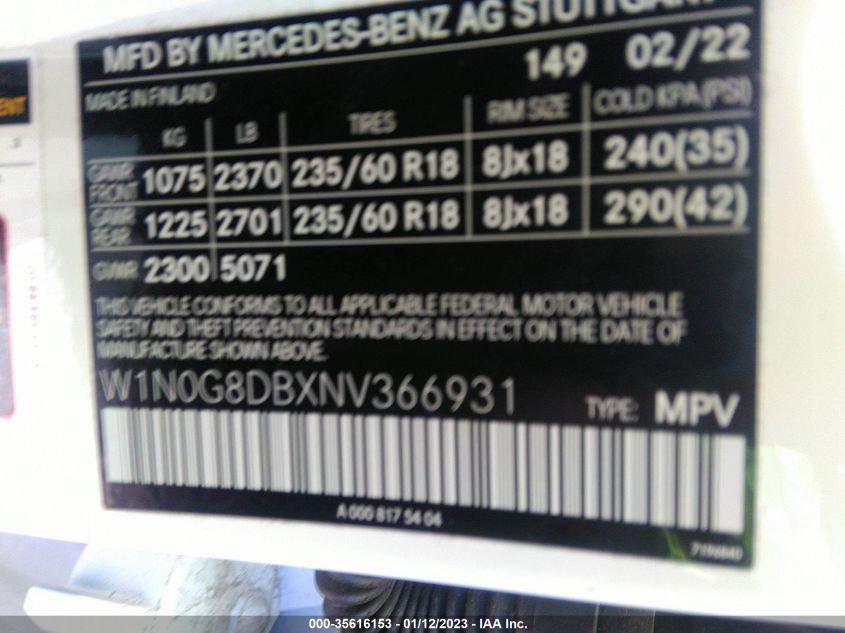 MFD BY MERCEDES-BENZ AG STUTTGART
149 02/22
MADE IN FINLAND
KG LB TIRES RIM SIZE COLD KPA (PSI)
GAWR FRONT 1075 2370 235/60 R18 8Jx18 240(35)
GAWR REAR 1225 2701 235/60 R18 8Jx18 290(42)
GVWR 2300 5071
THIS VEHICLE CONFORMS TO ALL APPLICABLE FEDERAL MOTOR VEHICLE
SAFETY AND THEFT PREVENTION STANDARDS IN EFFECT ON THE DATE OF
MANUFACTURE SHOWN ABOVE.
W1N0G8DBXNV366931 TYPE: MPV
A 000 817 54 04
000-35616153 - 01/12/2023 - IAA Inc.